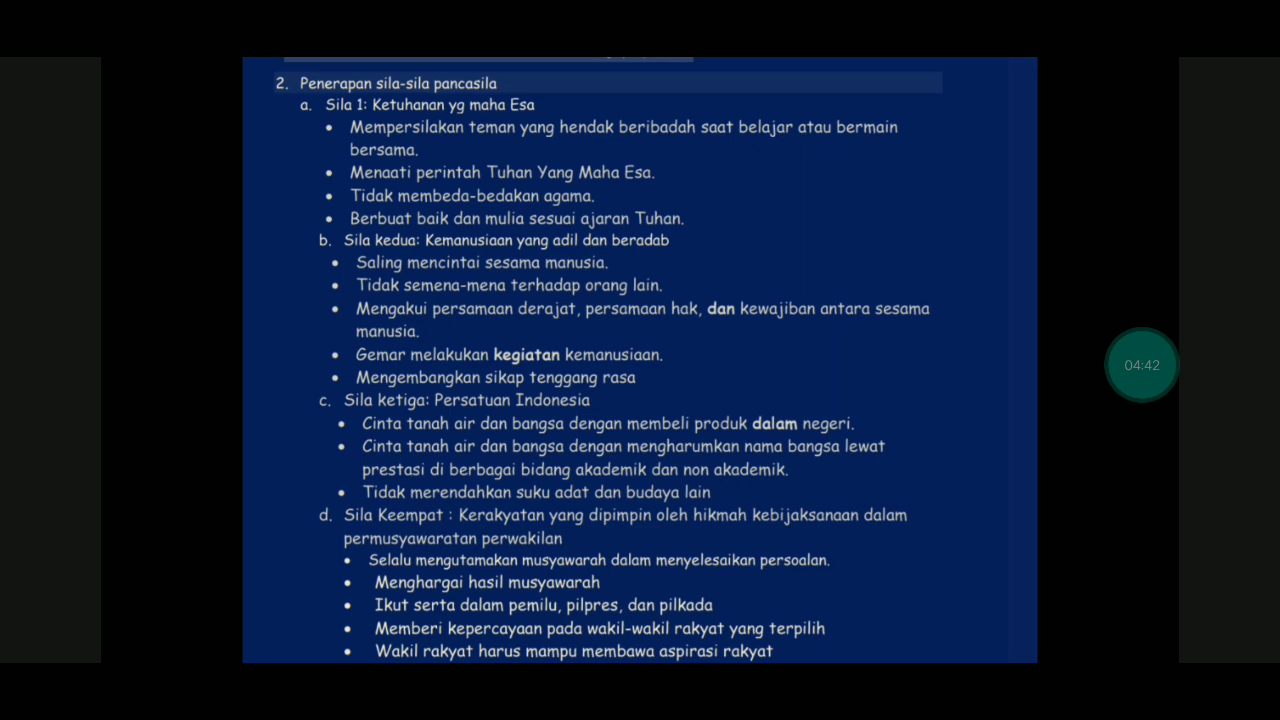 2. Penerapan sila-sila pancasila
a. Sila 1: Ketuhanan yg maha Esa
• Mempersilakan teman yang hendak beribadah saat belajar atau bermain
bersama.
• Menaati perintah Tuhan Yang Maha Esa.
• Tidak membeda-bedakan agama.
• Berbuat baik dan mulia sesuai ajaran Tuhan.
b. Sila kedua: Kemanusiaan yang adil dan beradab
• Saling mencintai sesama manusia.
• Tidak semena-mena terhadap orang lain.
• Mengakui persamaan derajat, persamaan hak, dan kewajiban antara sesama
manusia.
• Gemar melakukan kegiatan kemanusiaan.
• Mengembangkan sikap tenggang rasa
c. Sila ketiga: Persatuan Indonesia
• Cinta tanah air dan bangsa dengan membeli produk dalam negeri.
• Cinta tanah air dan bangsa dengan mengharumkan nama bangsa lewat
prestasi di berbagai bidang akademik dan non akademik.
• Tidak merendahkan suku adat dan budaya lain
d. Sila Keempat : Kerakyatan yang dipimpin oleh hikmah kebijaksanaan dalam
permusyawaratan perwakilan
• Selalu mengutamakan musyawarah dalam menyelesaikan persoalan.
• Menghargai hasil musyawarah
• Ikut serta dalam pemilu, pilpres, dan pilkada
• Memberi kepercayaan pada wakil-wakil rakyat yang terpilih
• Wakil rakyat harus mampu membawa aspirasi rakyat
04:42